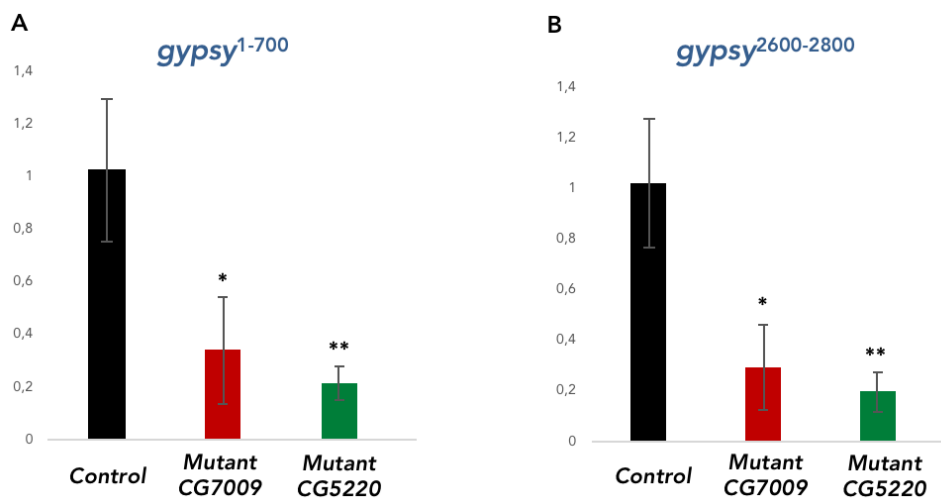 A
gypsy1-700
1,4
1,2
1
0,8
0,6
0,4
0,2
0
*
**
Control
Mutant
CG7009
Mutant
CG5220
B
gypsy2600-2800
1,4
1,2
1
0,8
0,6
0,4
0,2
0
*
**
Control
Mutant
CG7009
Mutant
CG5220